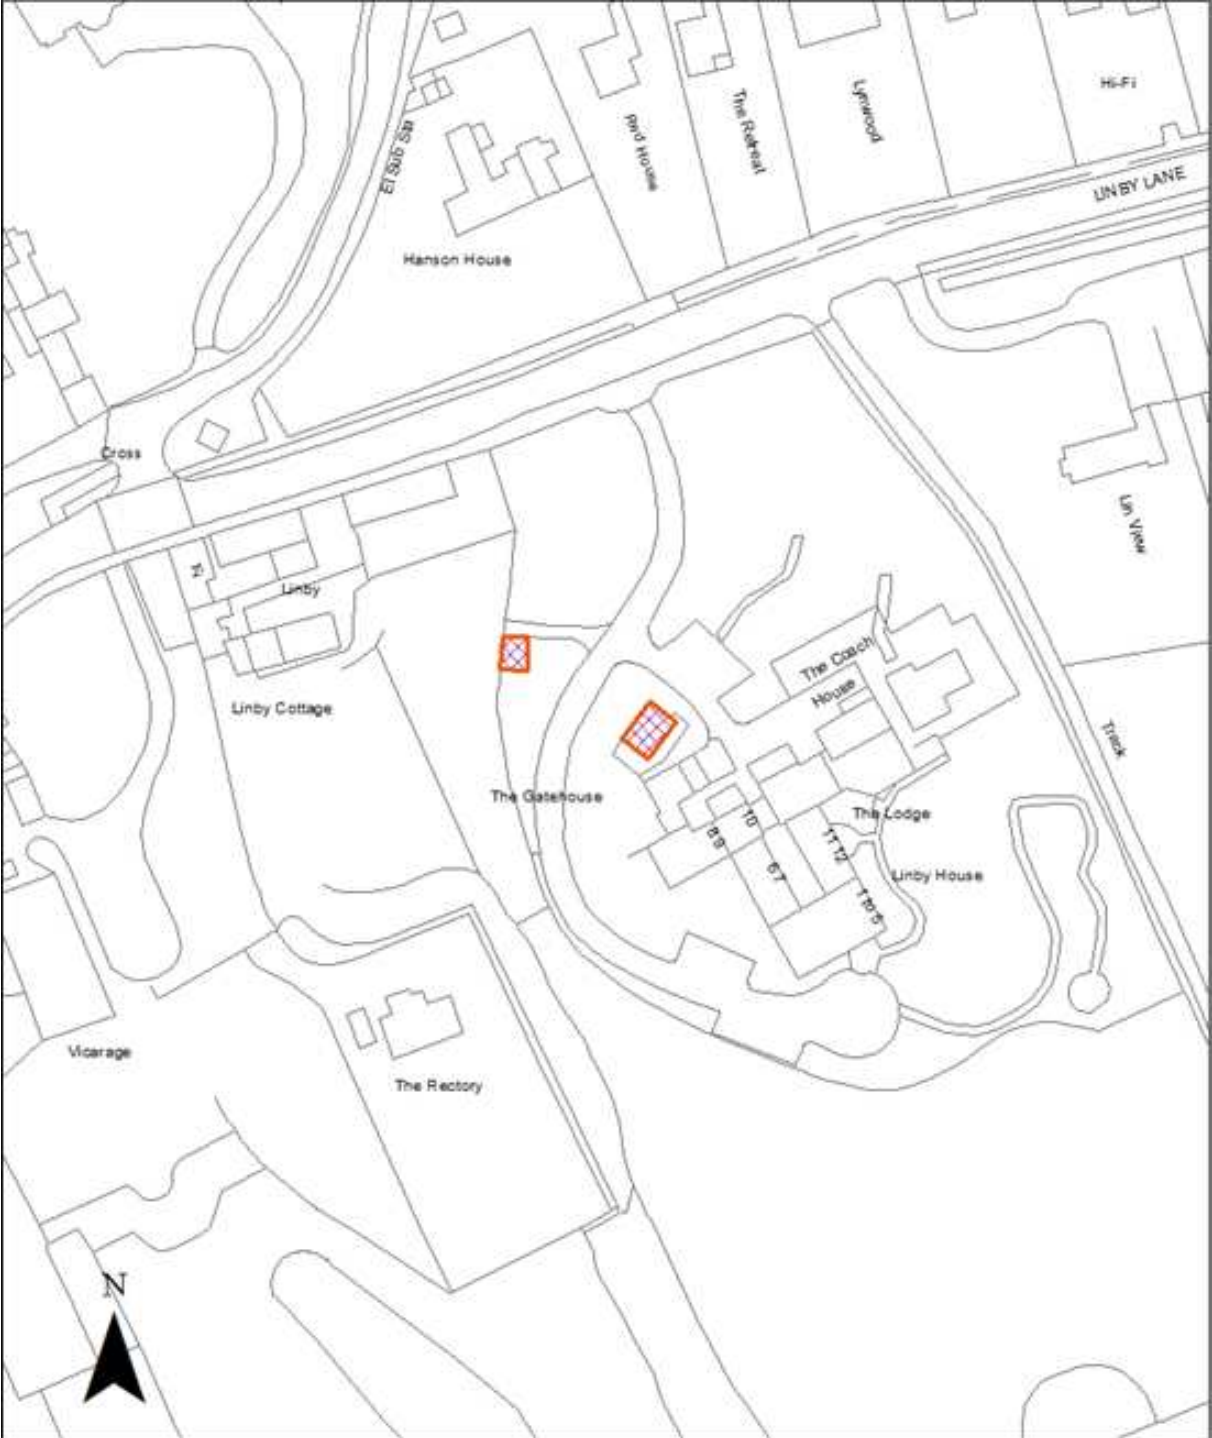 Hi-Fi
El Sub Sta
Red House
The Retreat
Lynwood
LINBY LANE
Hanson House
Cross
Linby
Lin View
The Coach
House
Linby Cottage
Track
The Gatehouse
The Lodge
8 9
10
11 12
6 7
Linby House
1 to 5
Vicarage
The Rectory
N